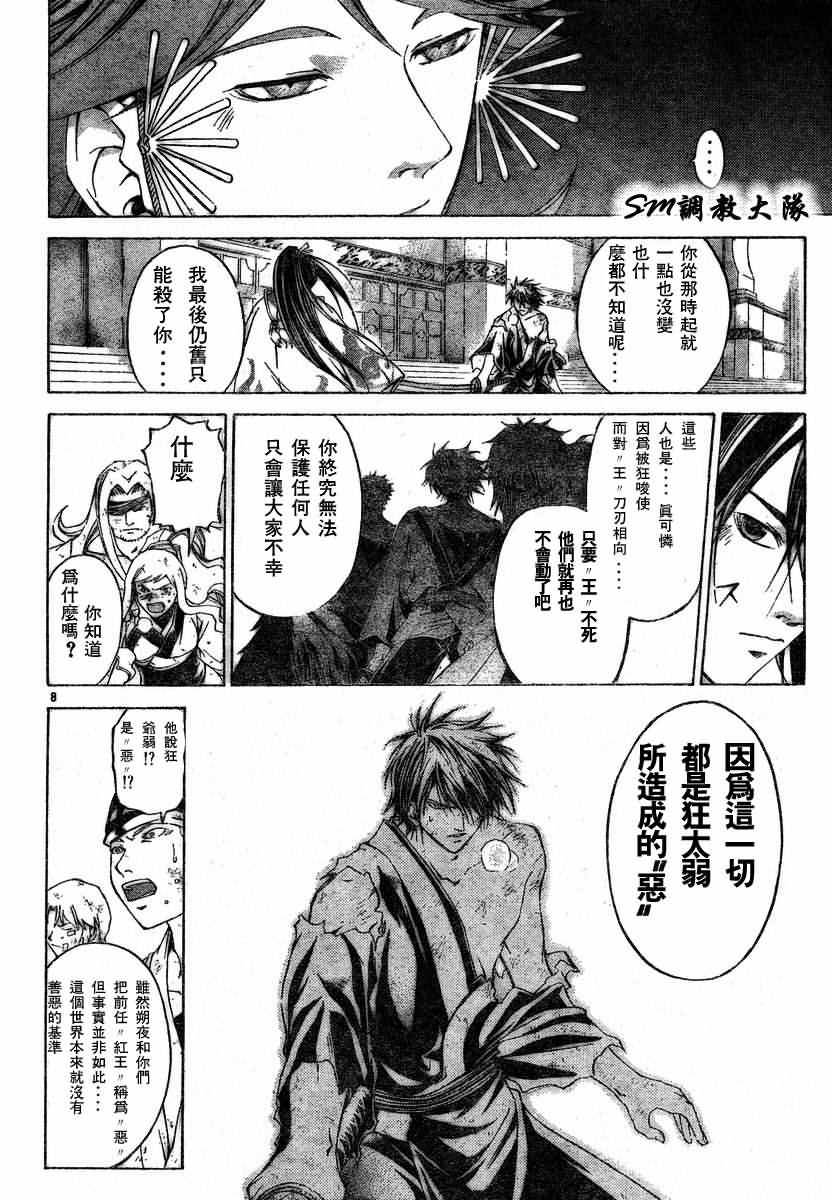 ····
SM調教大隊
你從那時起就
一點也沒變
也什
麼都不知道呢····
我最後仍舊只
能殺了你····
這些
人也是····真可憐
因爲被狂唆使
而對〝王〞刀刃相向····
只要〝王〞不死
他們就再也
不會動了吧
你終究無法
保護任何人
只會讓大家不幸
什麼
你知道
爲什麼嗎?
8
因爲這一切
都是狂太弱
所造成的〝惡〞
他說狂
爺弱!?
是〝惡〞!?
雖然朔夜和你們
把前任〝紅王〞稱爲〝惡〞
但事實並非如此····
這個世界本來就沒有
善惡的基準